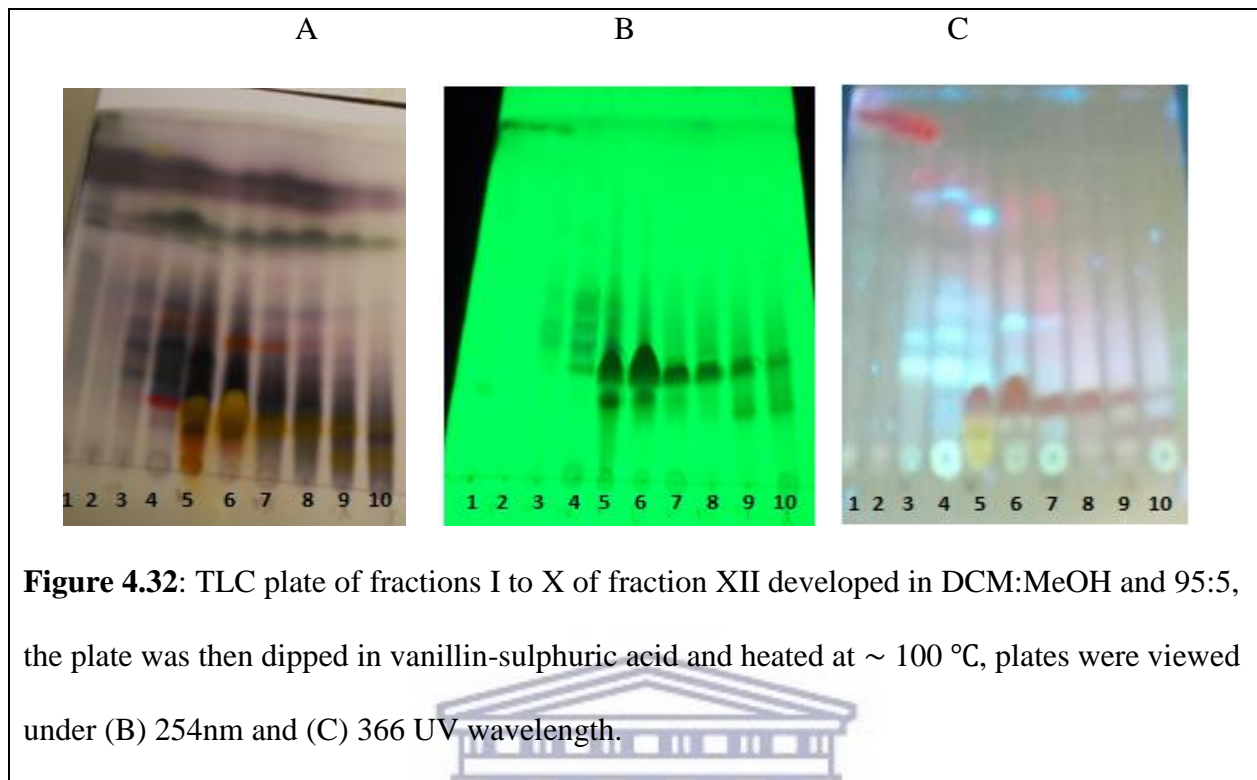 A B C
1 2 3 4 5 6 7 8 9 10
1 2 3 4 5 6 7 8 9 10
1 2 3 4 5 6 7 8 9 10
Figure 4.32: TLC plate of fractions I to X of fraction XII developed in DCM:MeOH and 95:5,
the plate was then dipped in vanillin-sulphuric acid and heated at ~ 100 ℃, plates were viewed
under (B) 254nm and (C) 366 UV wavelength.